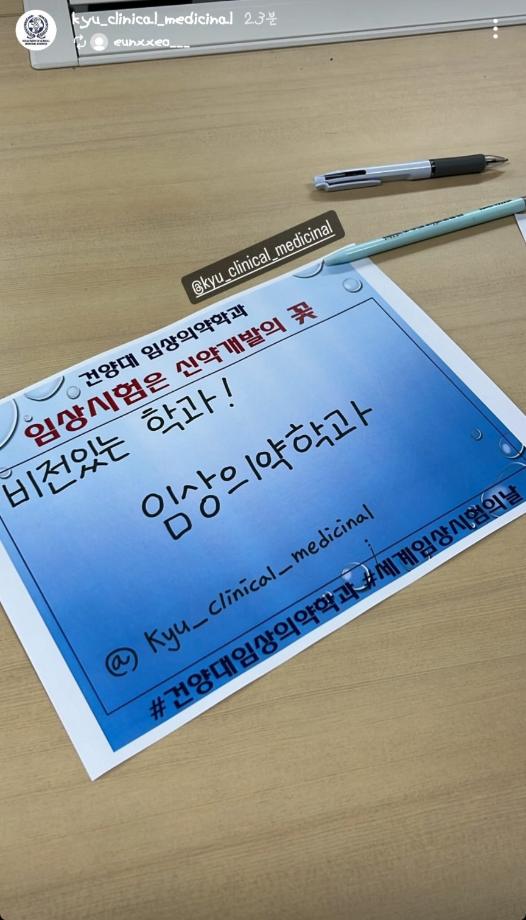 kyu_clinical_medicinal 23분
eunxxeo___
@kyu_clinical_medicinal
건양대 임상의약학과
임상시험은 신약개발의 꽃
비전있는 학과!
임상의약학과
@ Kyu_clinical_medicinal
#건양대임상의약학과 #세계임상시험의날